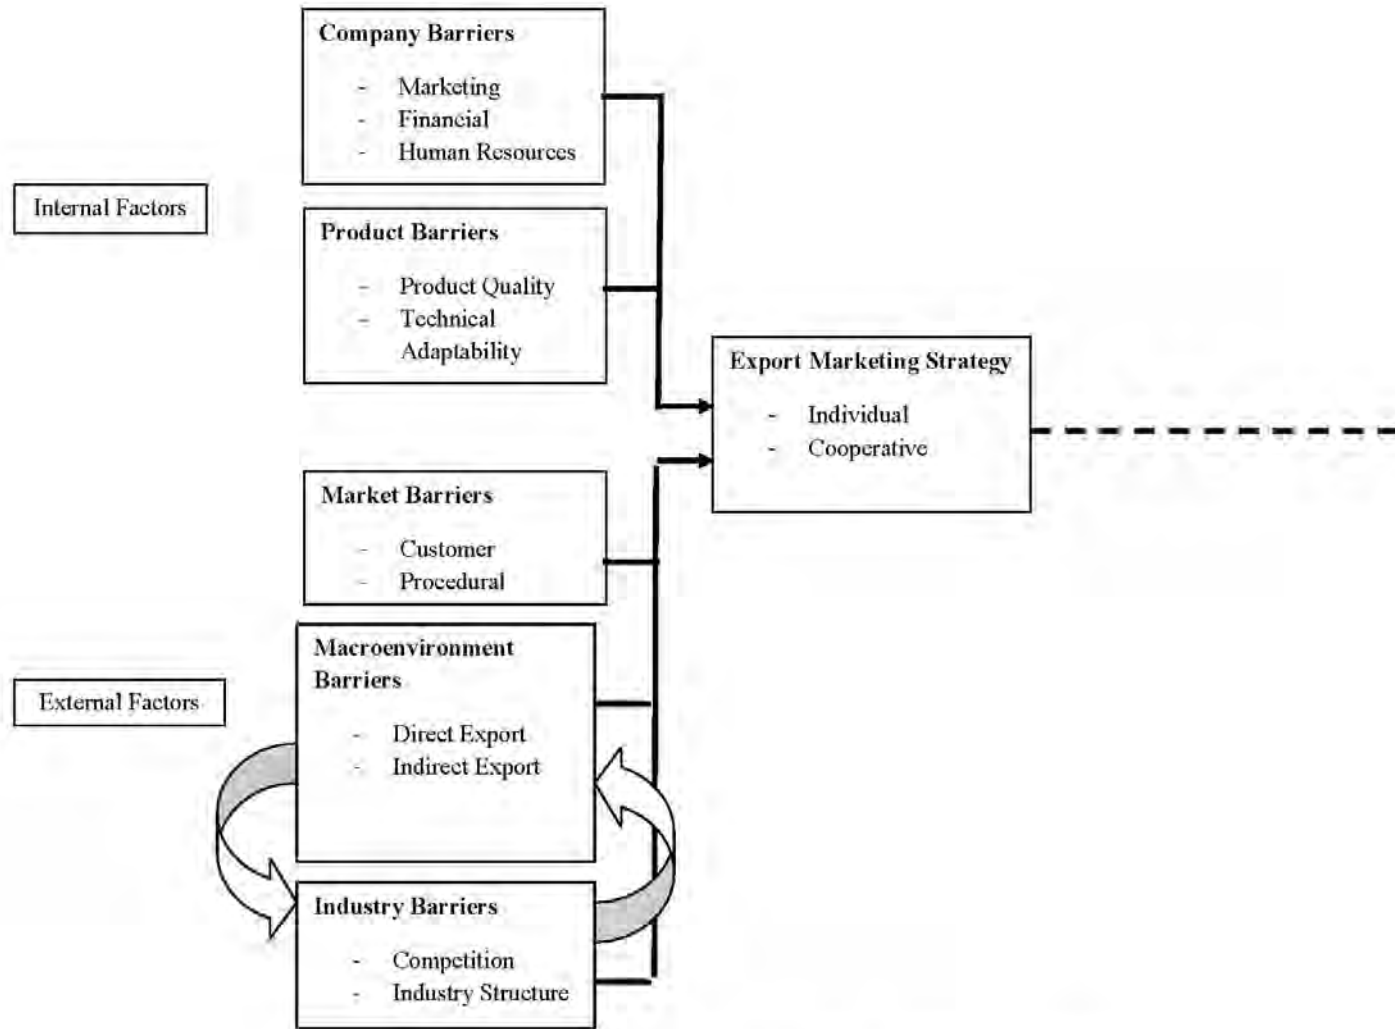 Company Barriers
- Marketing
- Financial
- Human Resources
Internal Factors
Product Barriers
- Product Quality
- Technical
Adaptability
Export Marketing Strategy
- Individual
- Cooperative
Market Barriers
- Customer
- Procedural
Macroenvironment
Barriers
External Factors
- Direct Export
- Indirect Export
Industry Barriers
- Competition
- Industry Structure